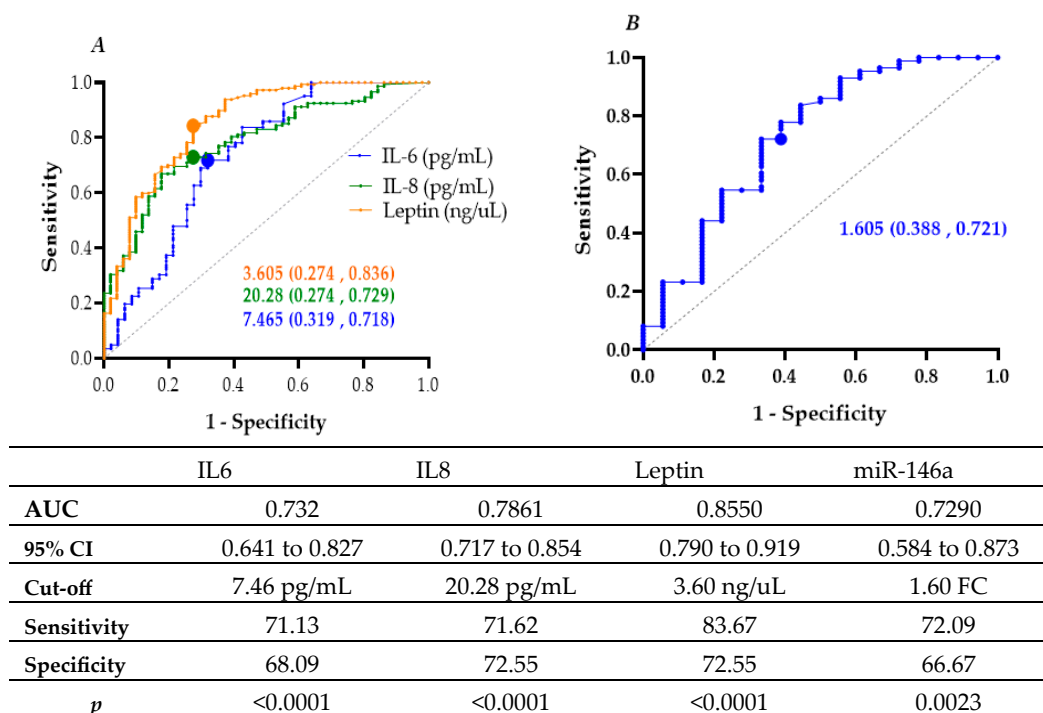 A
1.0
0.8
0.6
0.4
0.2
0.0
Sensitivity
0.0 0.2 0.4 0.6 0.8 1.0
1 - Specificity
IL-6 (pg/mL)
IL-8 (pg/mL)
Leptin (ng/uL)
3.605 (0.274 , 0.836)
20.28 (0.274 , 0.729)
7.465 (0.319 , 0.718)
B
1.0
0.8
0.6
0.4
0.2
0.0
Sensitivity
0.0 0.2 0.4 0.6 0.8 1.0
1 - Specificity
1.605 (0.388 , 0.721)
IL6 IL8 Leptin miR-146a
AUC 0.732 0.7861 0.8550 0.7290
95% CI 0.641 to 0.827 0.717 to 0.854 0.790 to 0.919 0.584 to 0.873
Cut-off 7.46 pg/mL 20.28 pg/mL 3.60 ng/uL 1.60 FC
Sensitivity 71.13 71.62 83.67 72.09
Specificity 68.09 72.55 72.55 66.67
p <0.0001 <0.0001 <0.0001 0.0023